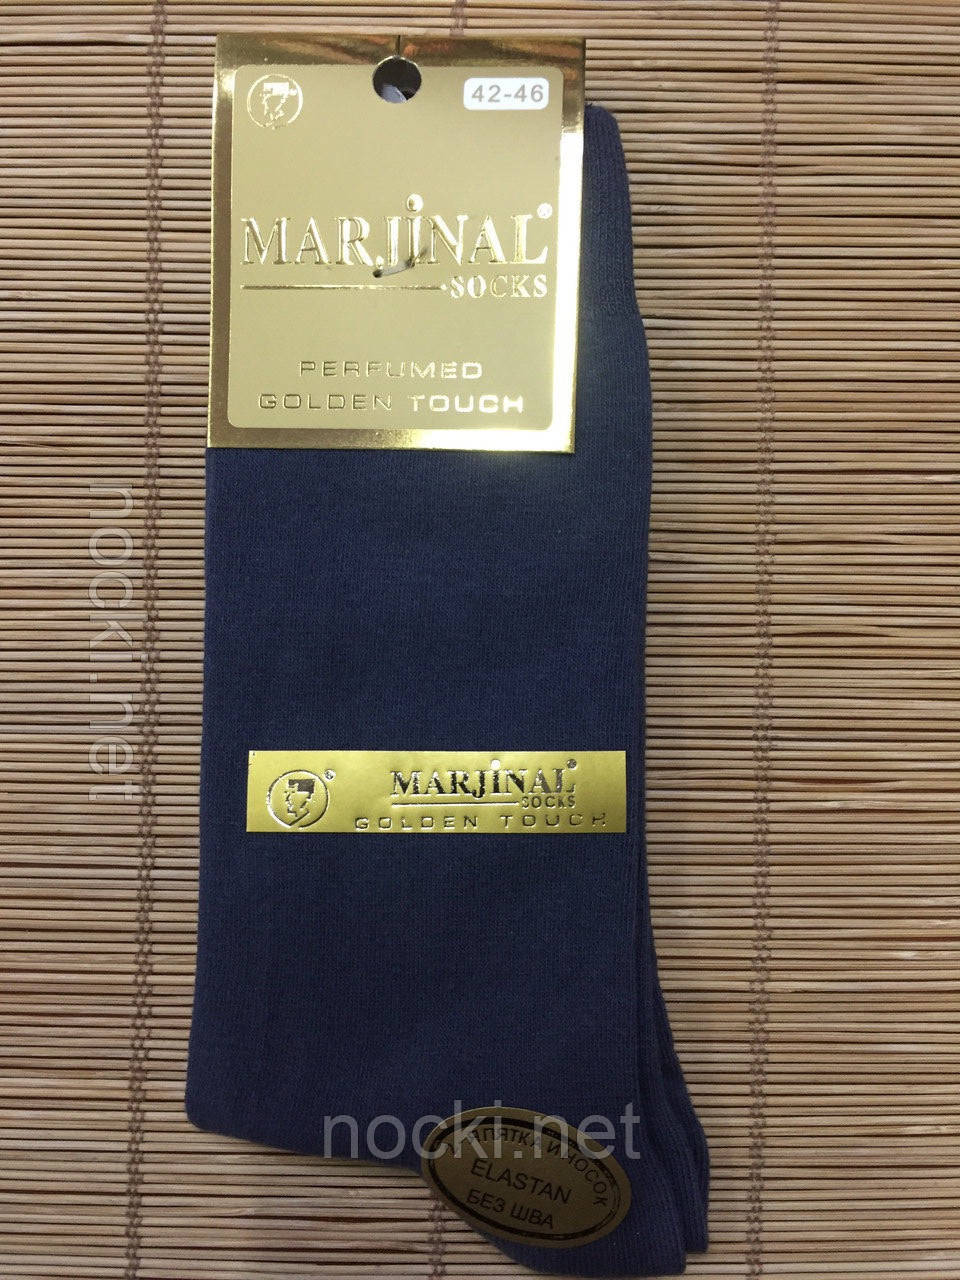 42-46
MARJİNAL®
SOCKS
PERFUMED
GOLDEN TOUCH
nocki.net
MARJİNAL®
SOCKS
GOLDEN TOUCH
nocki.net
ПЯТКА И НОСОК
ELASTAN
БЕЗ ШВА